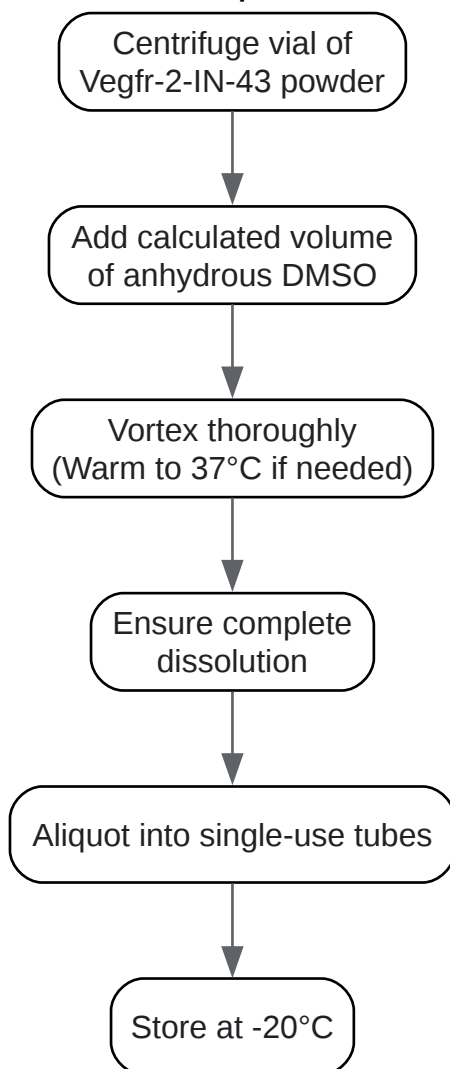 Centrifuge vial of
Vegfr-2-IN-43 powder
Add calculated volume
of anhydrous DMSO
Vortex thoroughly
(Warm to 37°C if needed)
Ensure complete
dissolution
Aliquot into single-use tubes
Store at -20°C